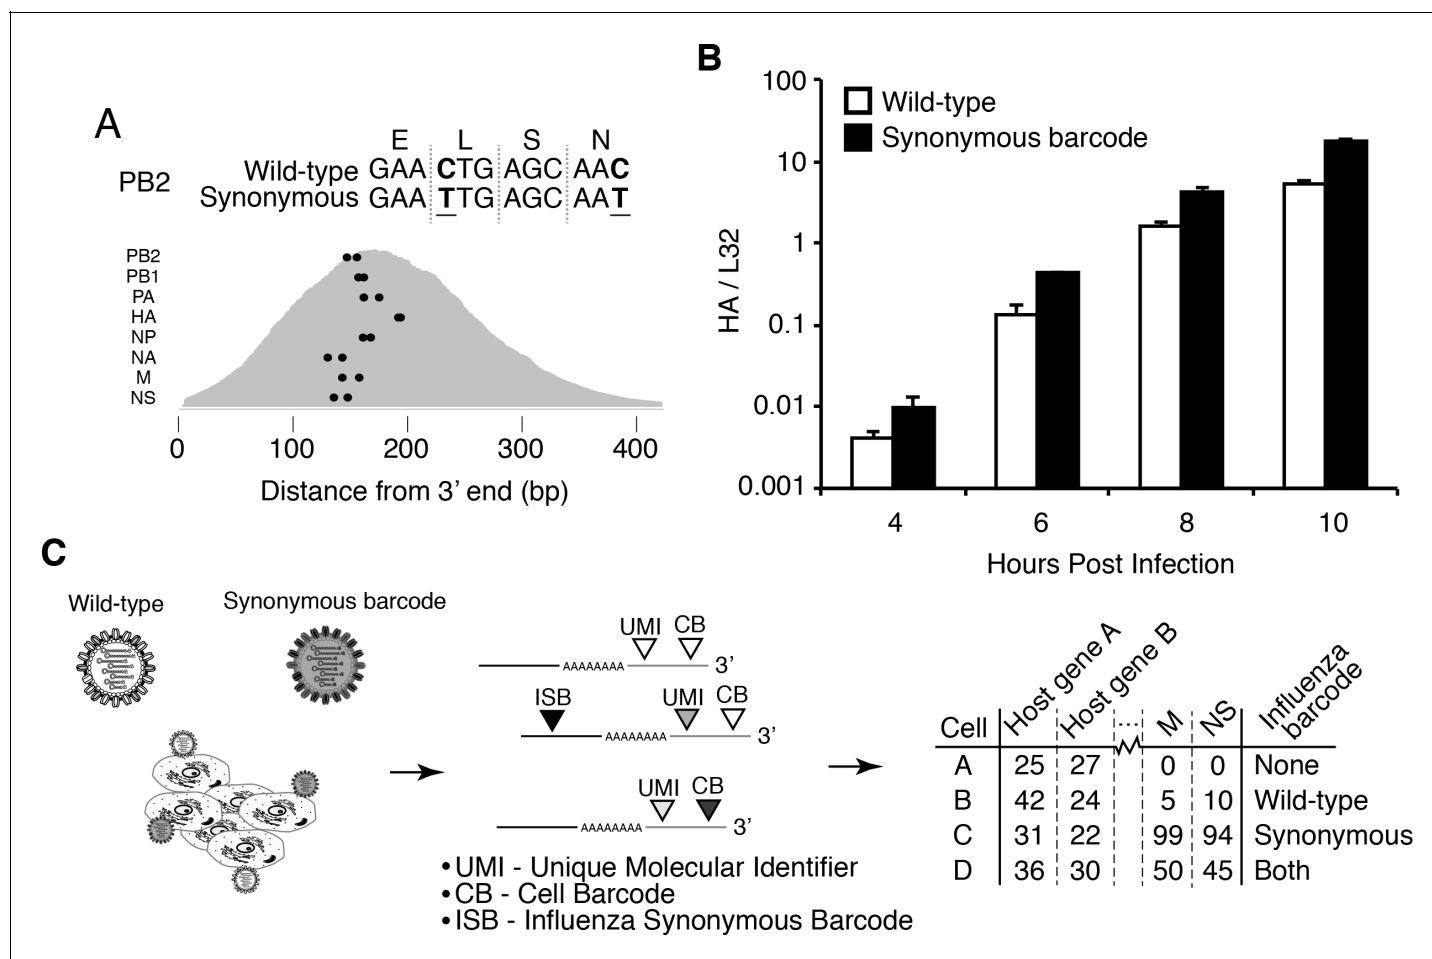 A
E L S N
PB2
Wild-type GAA CTG AGC AAC
Synonymous GAA TTG AGC AAT
PB2
PB1
PA
HA
NP
NA
M
NS
0 100 200 300 400
Distance from 3’ end (bp)
B
Wild-type
Synonymous barcode
HA / L32
100
10
1
0.1
0.01
0.001
4 6 8 10
Hours Post Infection
C
Wild-type Synonymous barcode
UMI CB
AAAAAAAA 3’
ISB UMI CB
AAAAAAAA 3’
UMI CB
AAAAAAAA 3’
•UMI - Unique Molecular Identifier
•CB - Cell Barcode
•ISB - Influenza Synonymous Barcode
Cell Host gene A Host gene B ... M NS Influenza barcode
A 25 27 0 0 None
B 42 24 5 10 Wild-type
C 31 22 99 94 Synonymous
D 36 30 50 45 Both